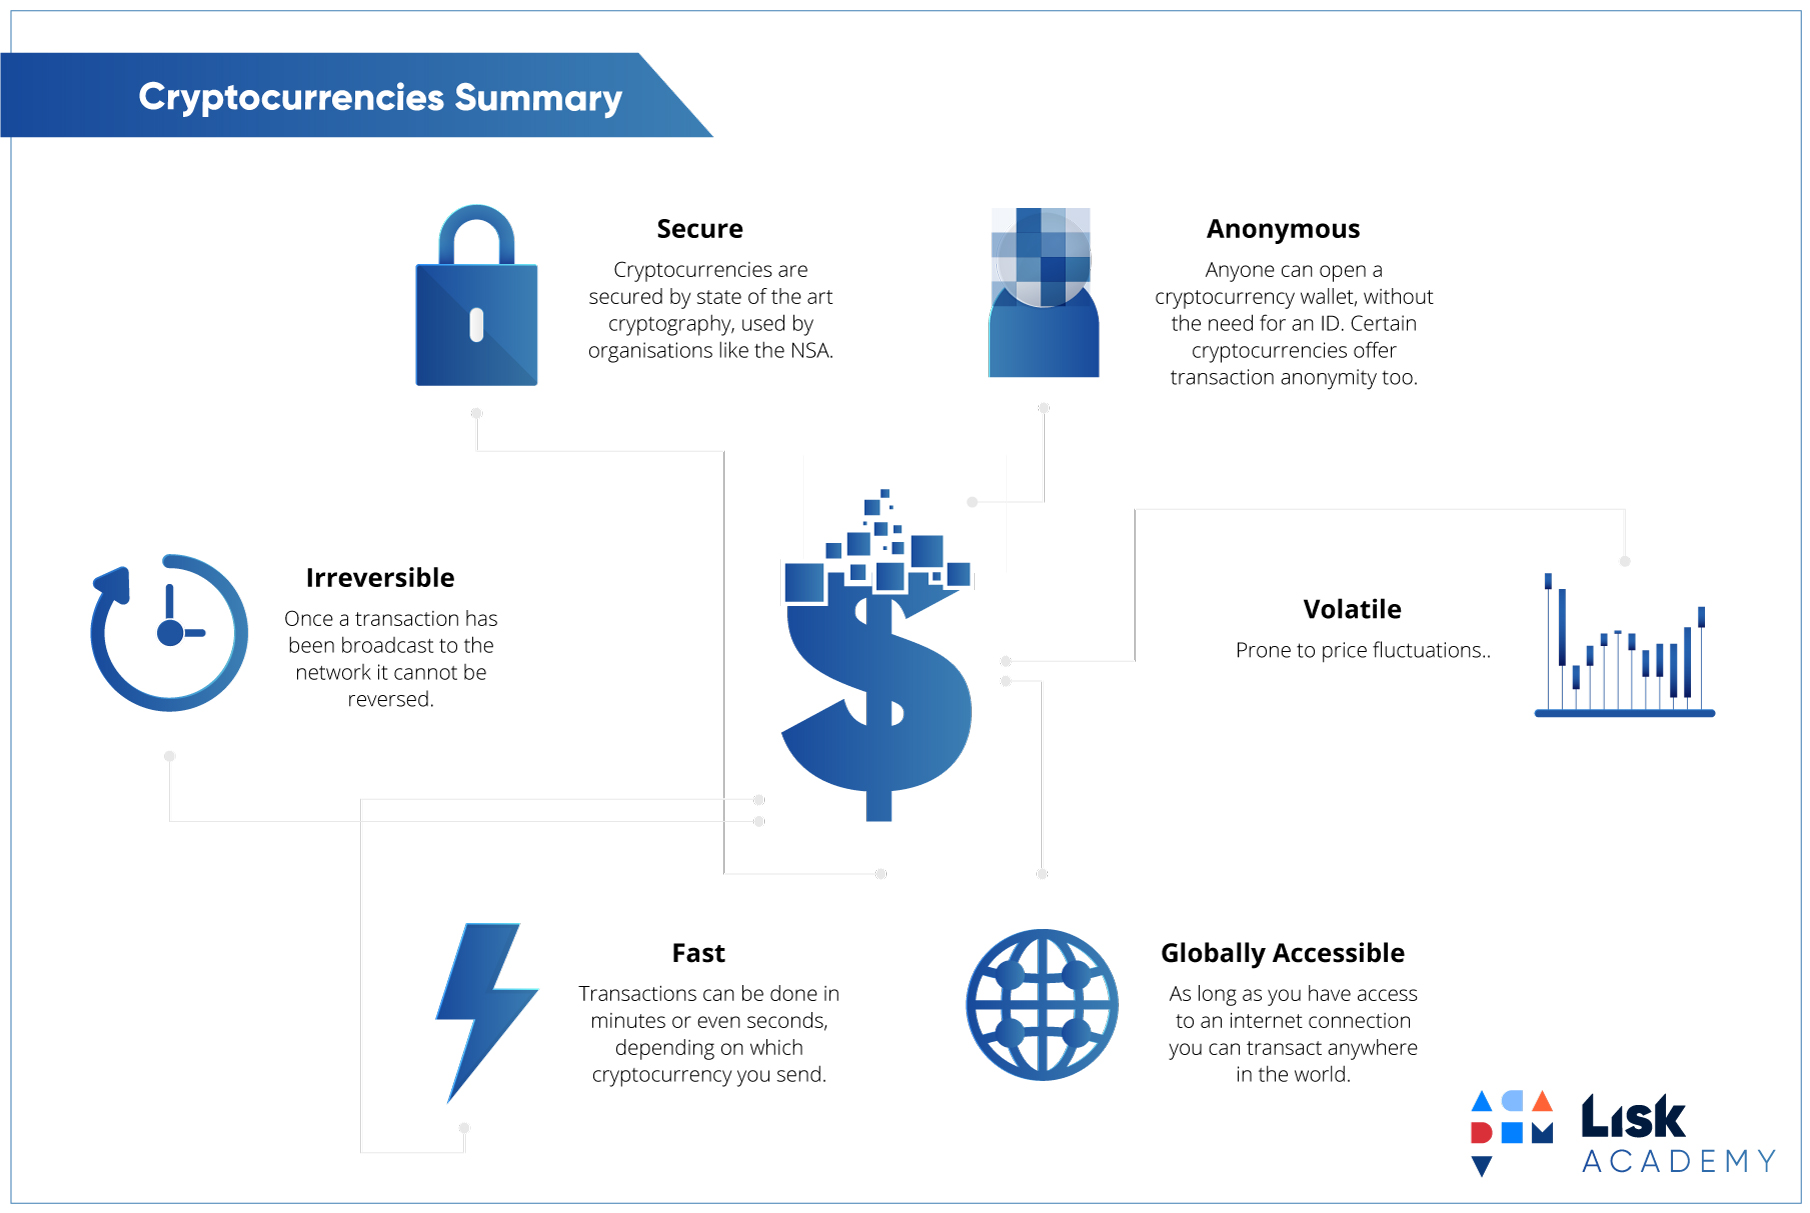 Cryptocurrencies Summary
Secure
Cryptocurrencies are
secured by state of the art
cryptography, used by
organisations like the NSA.
Anonymous
Anyone can open a
cryptocurrency wallet, without
the need for an ID. Certain
cryptocurrencies offer
transaction anonymity too.
Irreversible
Once a transaction has
been broadcast to the
network it cannot be
reversed.
Volatile
Prone to price fluctuations..
Fast
Transactions can be done in
minutes or even seconds,
depending on which
cryptocurrency you send.
Globally Accessible
As long as you have access
to an internet connection
you can transact anywhere
in the world.
Lisk
ACADEMY